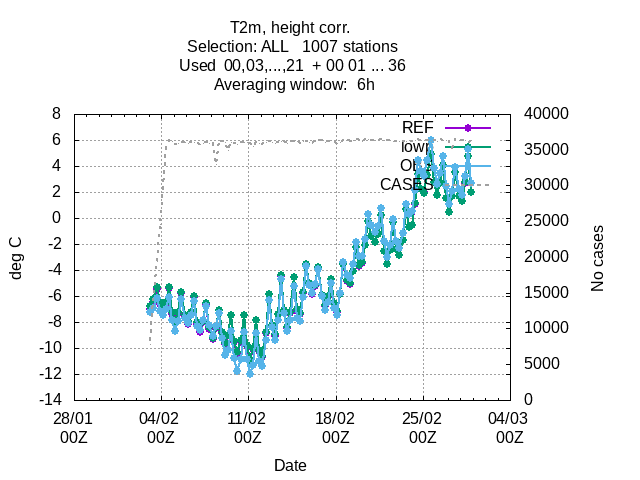 T2m, height corr.
Selection: ALL   1007 stations
Used  00,03,...,21  + 00 01 ... 36
Averaging window:  6h
8
6
4
2
0
-2
-4
-6
-8
-10
-12
-14
deg C
40000
35000
30000
25000
20000
15000
10000
5000
0
No cases
REF
lowr
CASES
28/01 04/02 11/02 18/02 25/02 04/03
00Z 00Z 00Z 00Z 00Z 00Z
Date